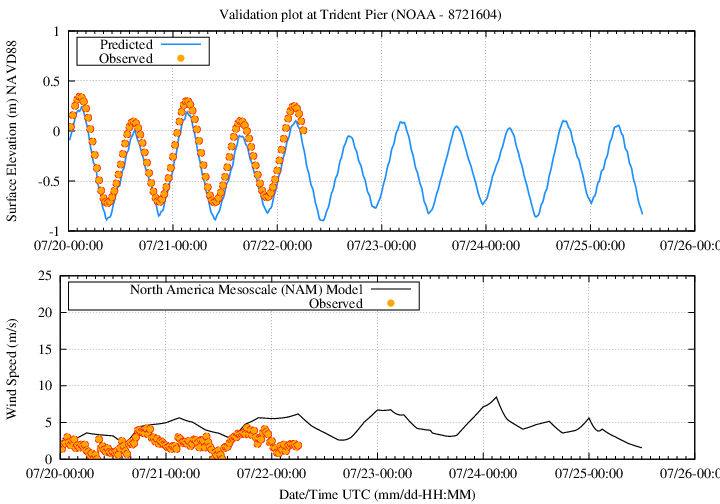 Validation plot at Trident Pier (NOAA - 8721604)
Surface Elevation (m) NAVD88
1
0.5
0
-0.5
-1
Predicted
Observed
07/20-00:00 07/21-00:00 07/22-00:00 07/23-00:00 07/24-00:00 07/25-00:00 07/26-00:00
Wind Speed (m/s)
25
20
15
10
5
0
North America Mesoscale (NAM) Model
Observed
07/20-00:00 07/21-00:00 07/22-00:00 07/23-00:00 07/24-00:00 07/25-00:00 07/26-00:00
Date/Time UTC (mm/dd-HH:MM)